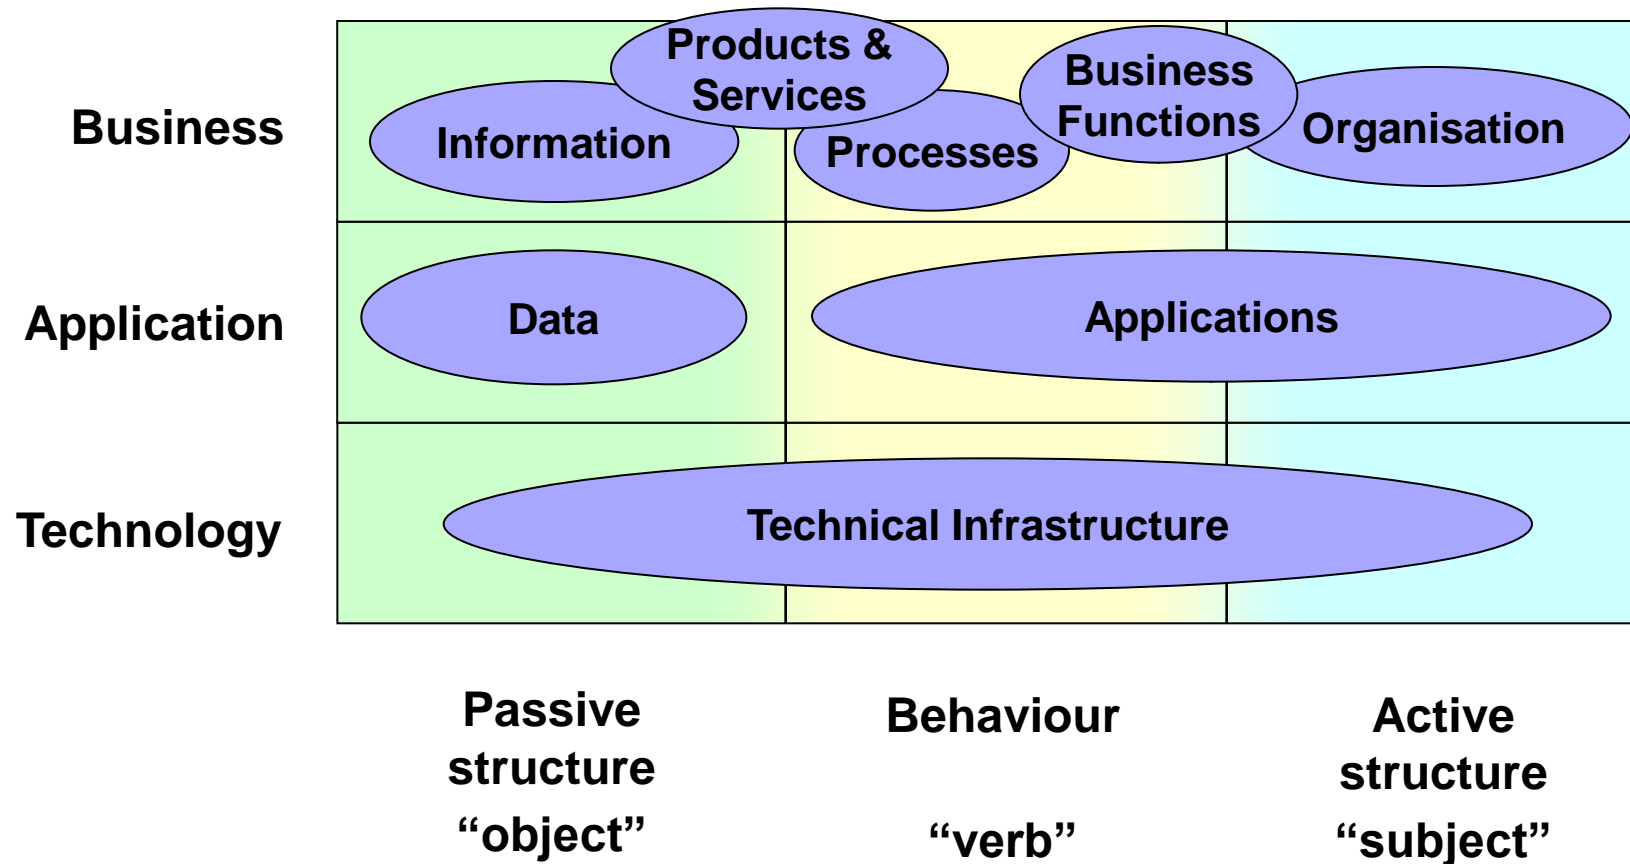 Business
Products &
Services
Information
Processes
Business
Functions
Organisation
Application
Data
Applications
Technology
Technical Infrastructure
Passive
structure
“object”
Behaviour
“verb”
Active
structure
“subject”